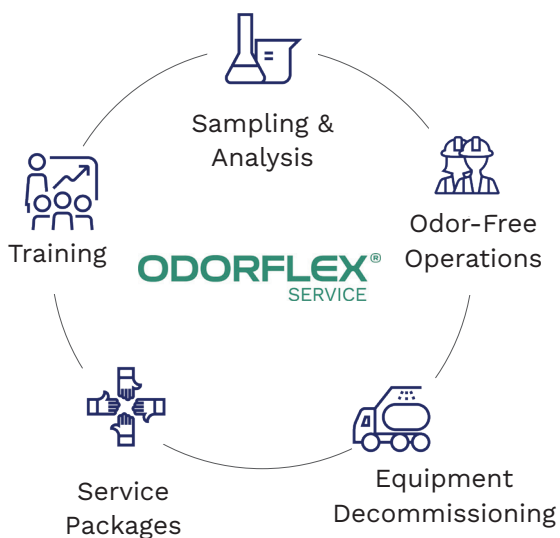 Sampling &
Analysis
Odor-Free
Operations
Training
ODORFLEX®
SERVICE
Equipment
Decommissioning
Service
Packages